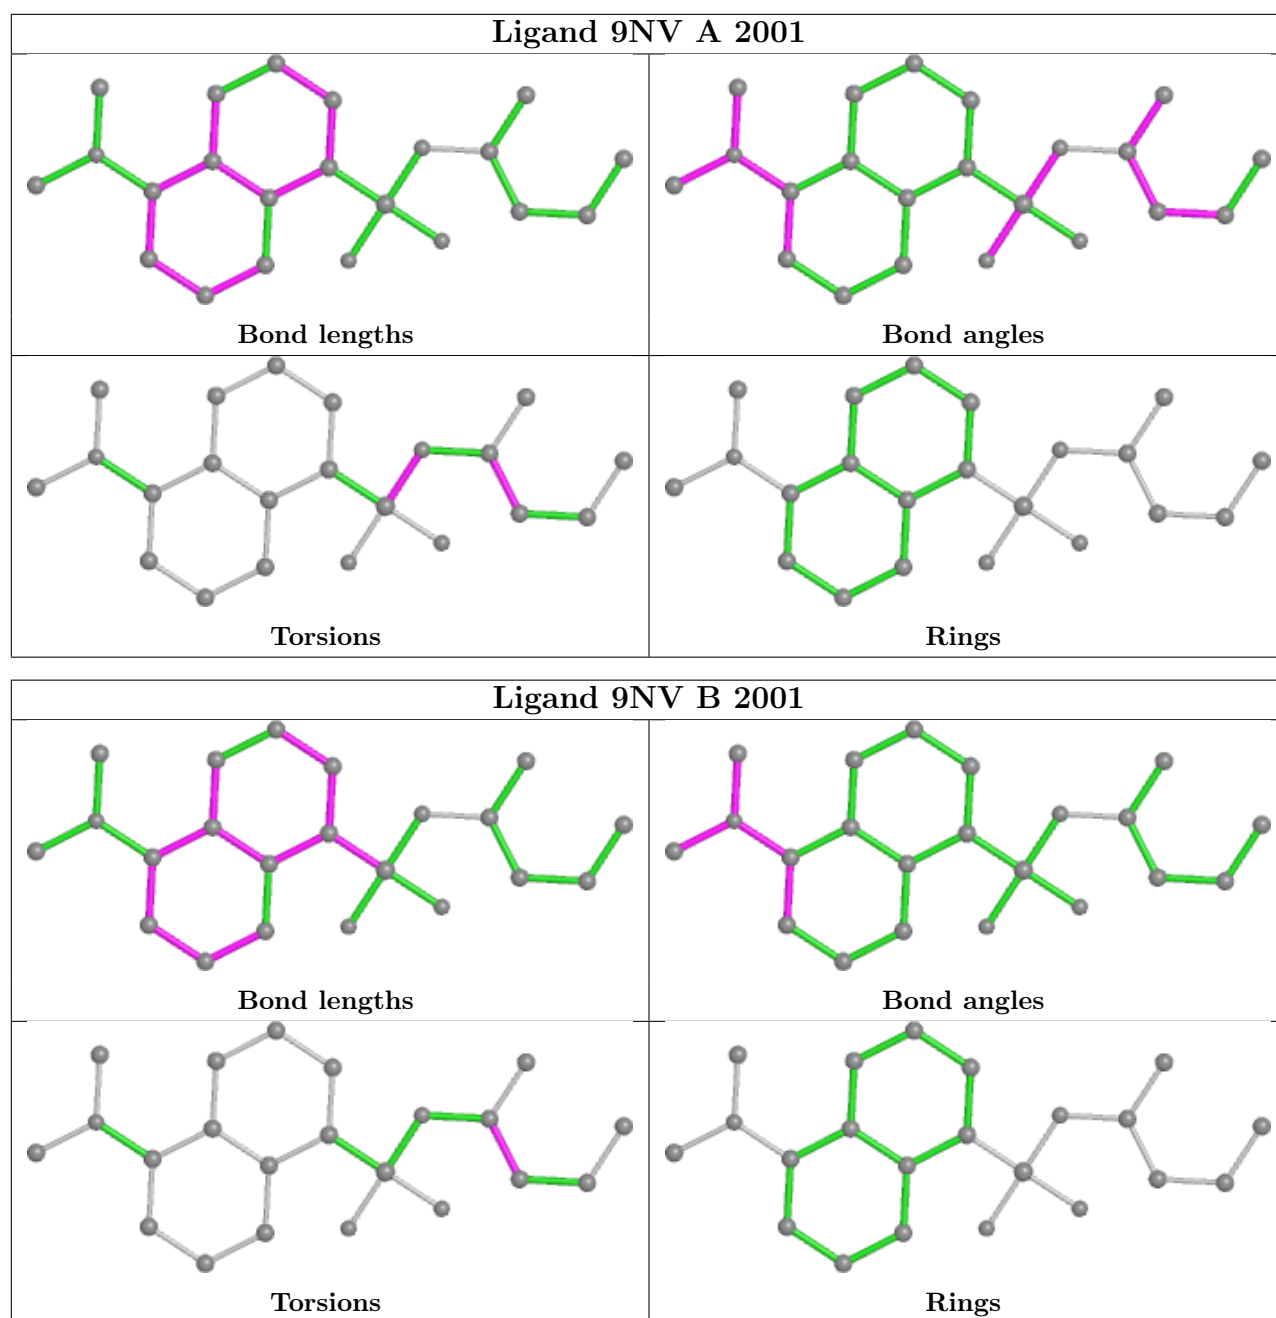 Ligand 9NV A 2001
Bond lengths
Bond angles
Torsions
Rings
Ligand 9NV B 2001
Bond lengths
Bond angles
Torsions
Rings